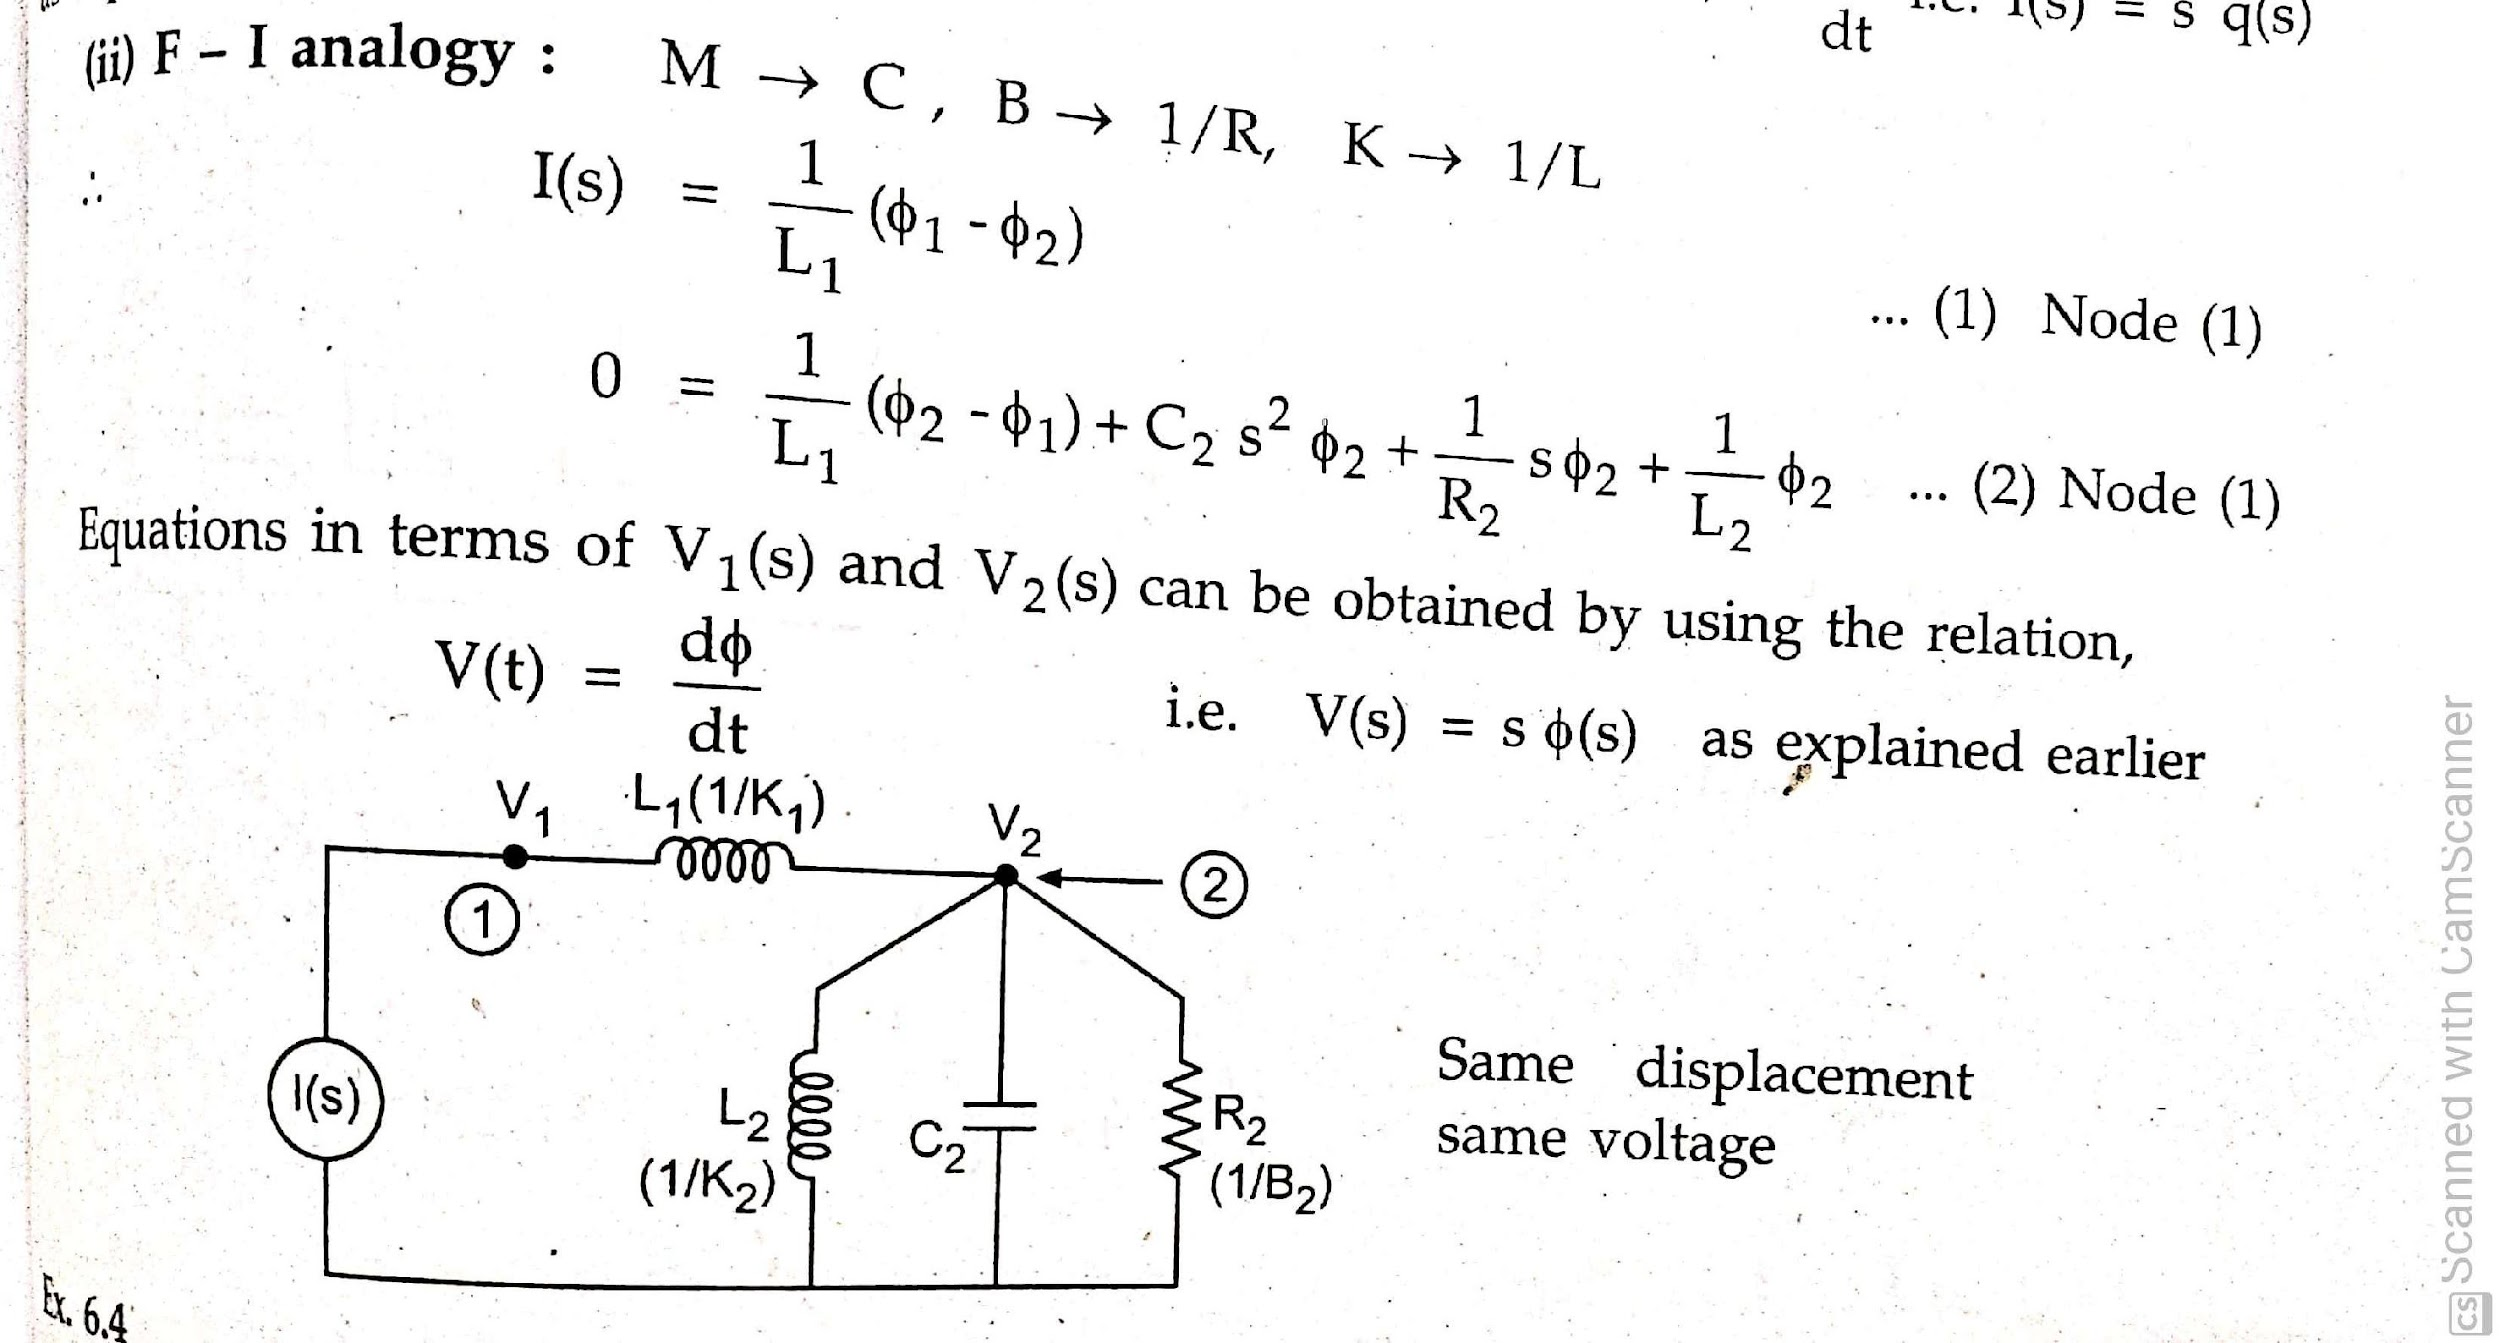 dt i.e. I(s) = s q(s)
(ii) F – I analogy : M → C, B → 1/R, K → 1/L
∴ I(s) = 1/L₁ (ϕ₁ - ϕ₂) ... (1) Node (1)
0 = 1/L₁ (ϕ₂ - ϕ₁) + C₂ s² ϕ₂ + 1/R₂ s ϕ₂ + 1/L₂ ϕ₂ ... (2) Node (1)
Equations in terms of V₁(s) and V₂(s) can be obtained by using the relation,
V(t) = dϕ/dt i.e. V(s) = s ϕ(s) as explained earlier
V₁ L₁(1/K₁) V₂
1
2
I(s)
L₂
(1/K₂)
C₂
R₂
(1/B₂)
Same displacement
same voltage
Ex. 6.4
CS Scanned with CamScanner